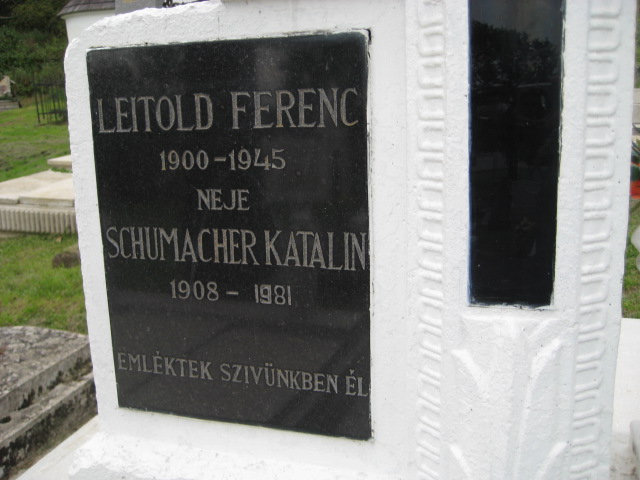 LEITOLD FERENC
1900-1945
NEJE
SCHUMACHER KATALIN
1908-1981
EMLÉKTEK SZIVÜNKBEN ÉL